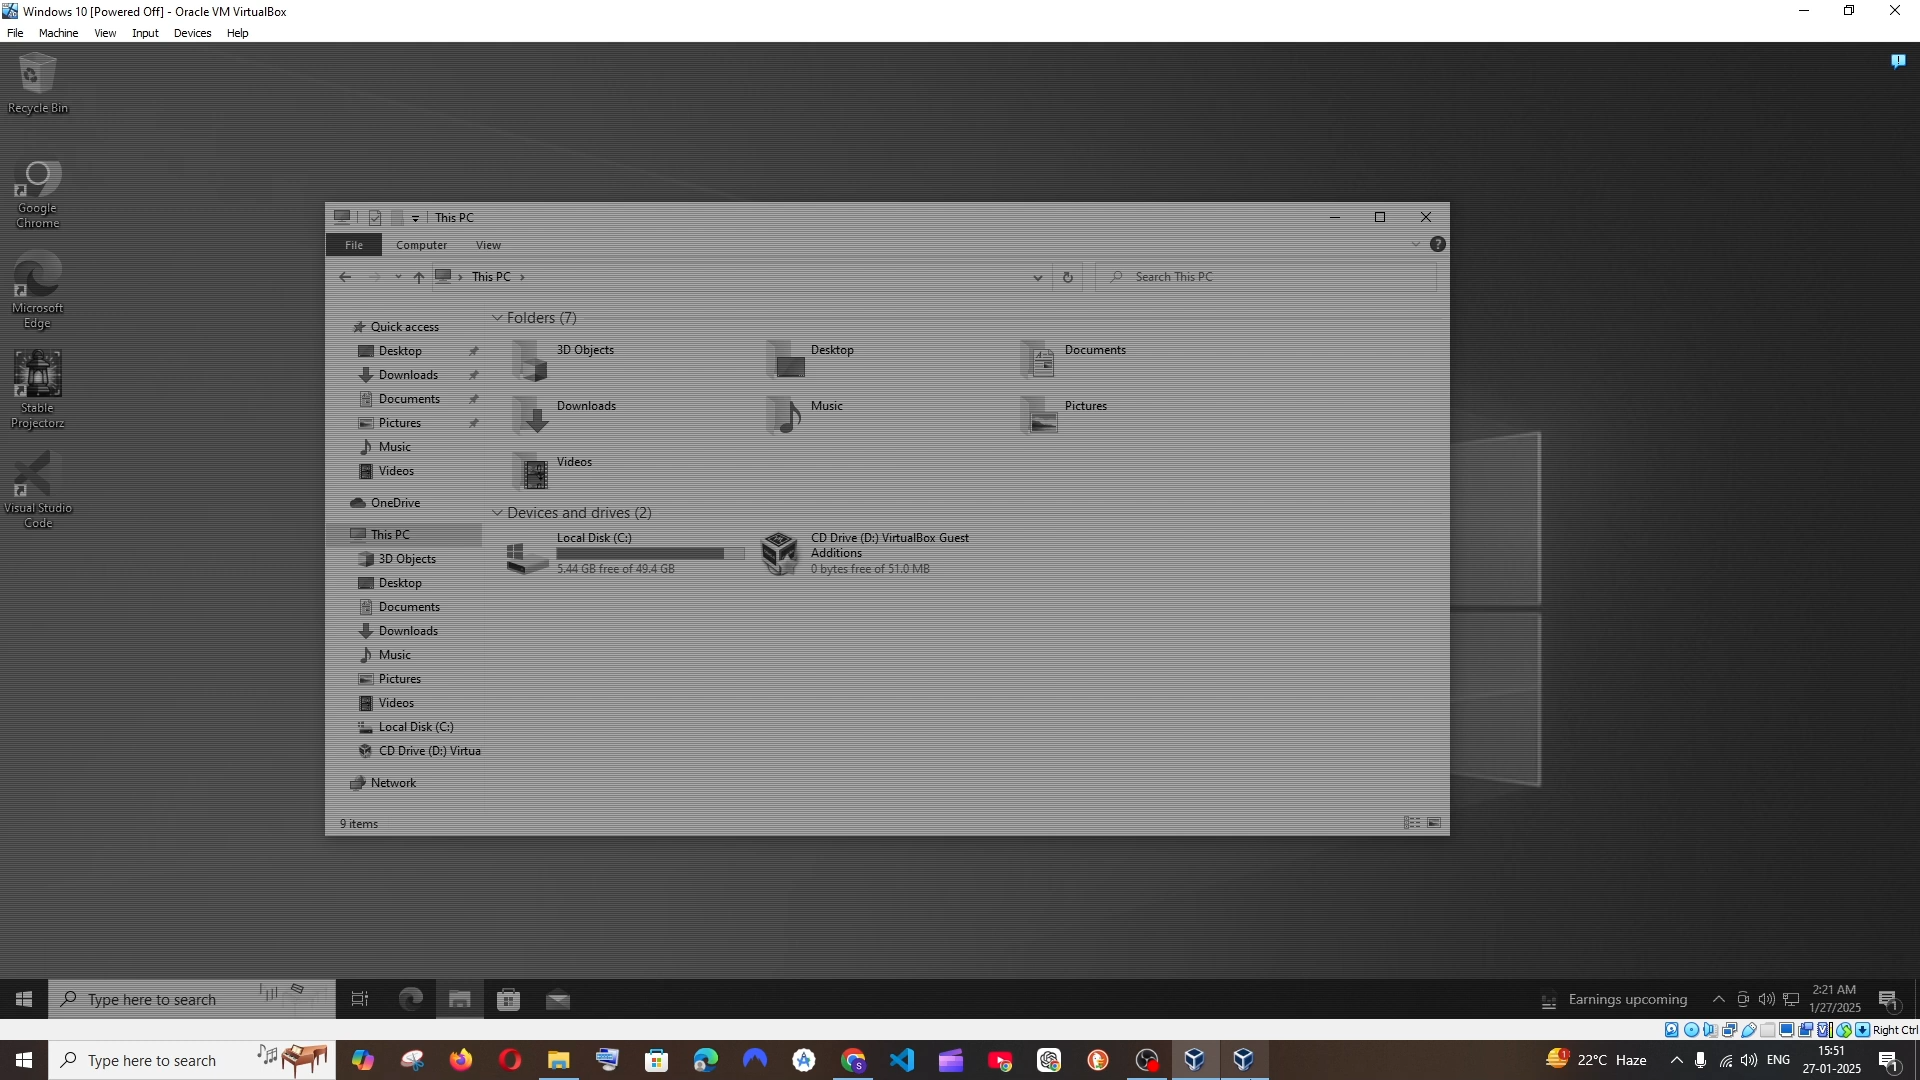 Windows 10 [Powered Off] - Oracle VM VirtualBox
File Machine View Input Devices Help
Recycle Bin
Google
Chrome
Microsoft
Edge
Stable
Projectorz
Visual Studio
Code
This PC
File Computer View
This PC
Search This PC
Quick access
Desktop
Downloads
Documents
Pictures
Music
Videos
OneDrive
This PC
3D Objects
Desktop
Documents
Downloads
Music
Pictures
Videos
Local Disk (C:)
CD Drive (D:) Virtua
Network
Folders (7)
3D Objects
Desktop
Documents
Downloads
Music
Pictures
Videos
Devices and drives (2)
Local Disk (C:)
5.44 GB free of 49.4 GB
CD Drive (D:) VirtualBox Guest
Additions
0 bytes free of 51.0 MB
9 items
Type here to search
Earnings upcoming
2:21 AM
1/27/2025
1
Right Ctrl
Type here to search
1
22°C Haze
ENG
15:51
27-01-2025
1